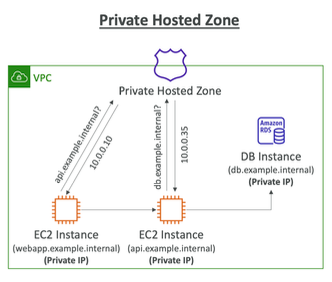 Private Hosted Zone
VPC
Private Hosted Zone
api.example.internal?
10.0.0.10
db.example.internal?
10.0.0.35
Amazon
RDS
DB Instance
(db.example.internal)
(Private IP)
EC2 Instance
(webapp.example.internal)
(Private IP)
EC2 Instance
(api.example.internal)
(Private IP)